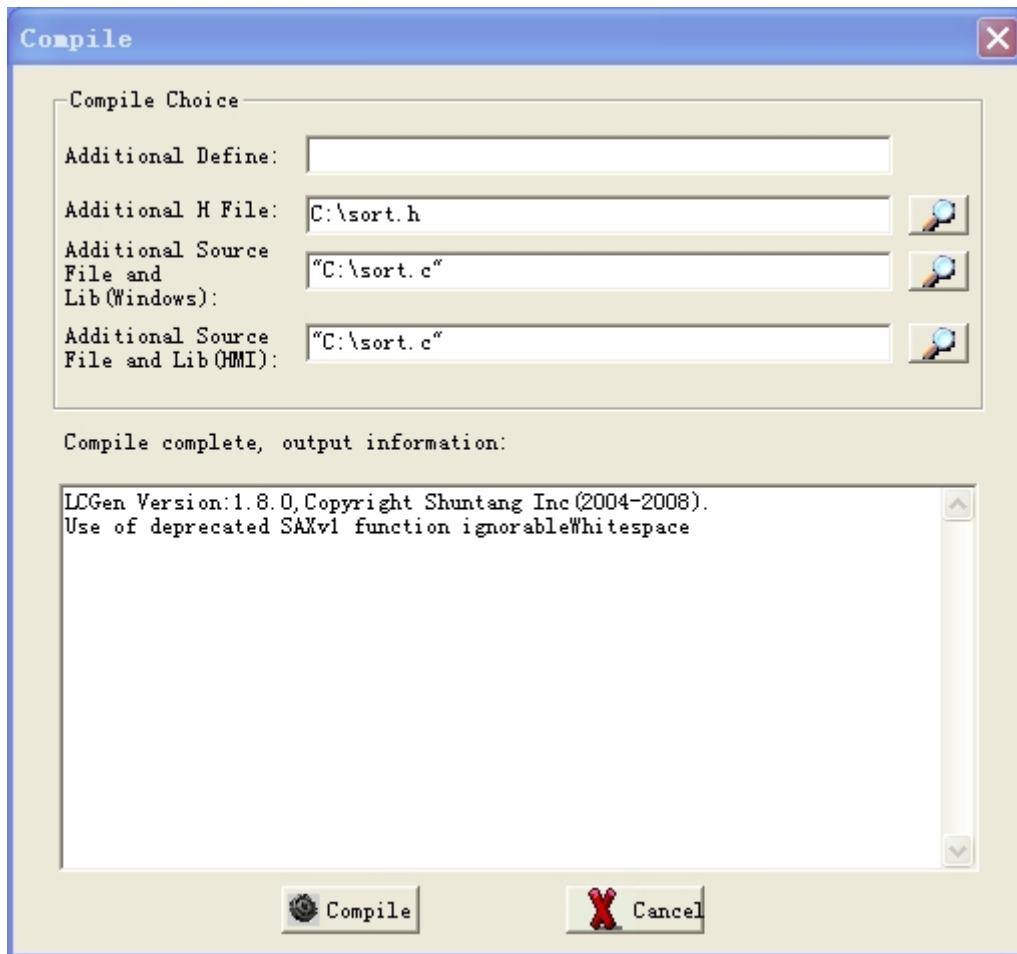 Compile
Compile Choice
Additional Define:
Additional H File:
C:\sort.h
Additional Source
File and
Lib(Windows):
"C:\sort.c"
Additional Source
File and Lib(HMI):
"C:\sort.c"
Compile complete, output information:
LCGen Version:1.8.0,Copyright Shuntang Inc(2004-2008).
Use of deprecated SAXv1 function ignorableWhitespace
Compile
Cancel